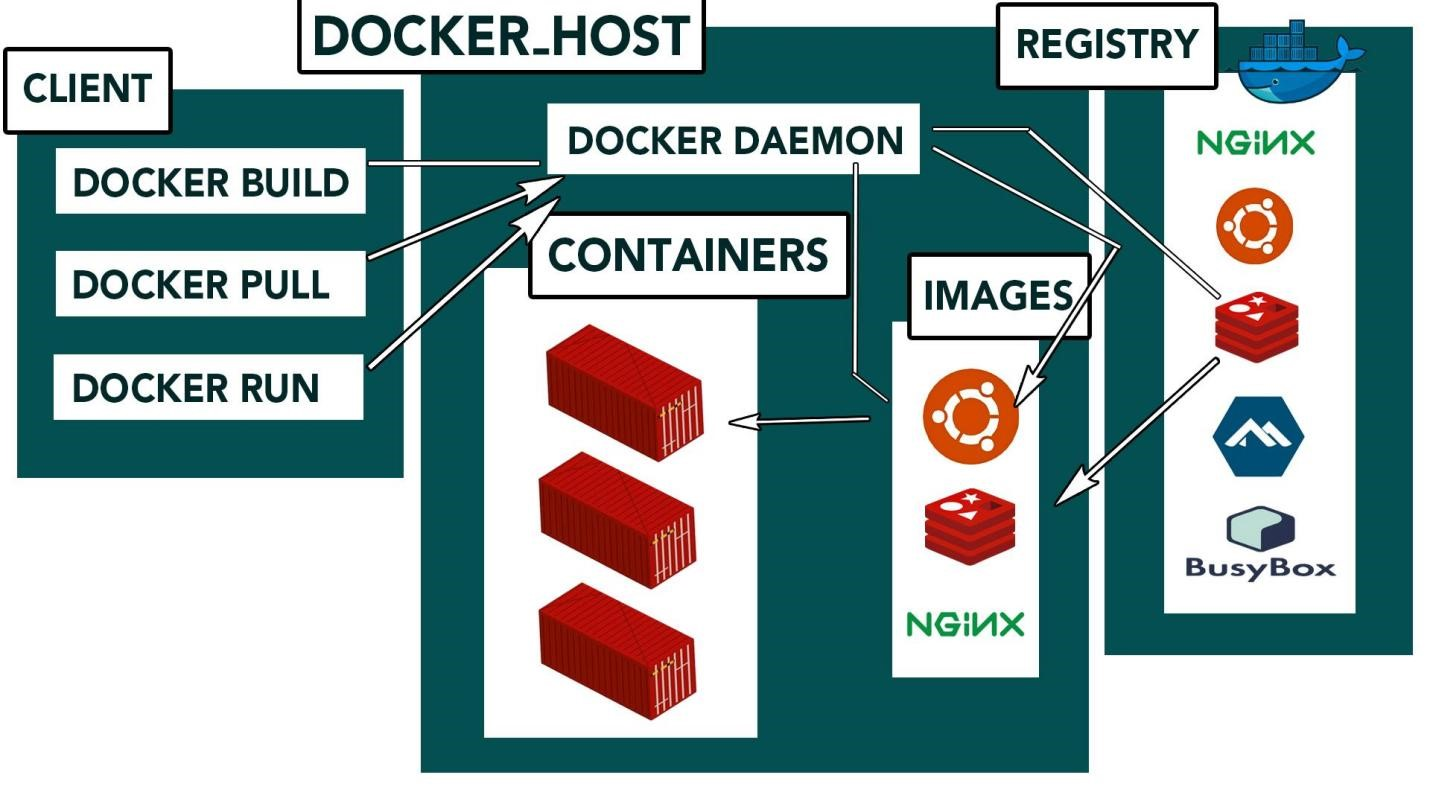 CLIENT
DOCKER BUILD
DOCKER PULL
DOCKER RUN
DOCKER_HOST
DOCKER DAEMON
CONTAINERS
IMAGES
NGiNX
REGISTRY
NGiNX
BusyBox